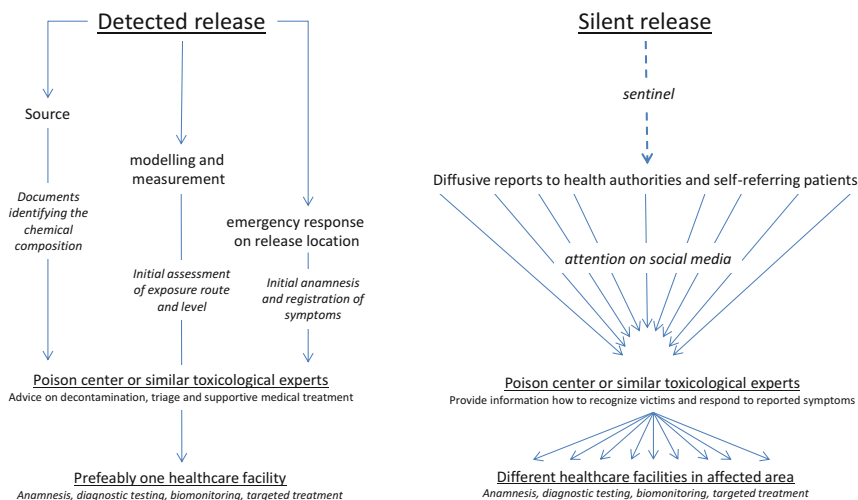 Detected release
Source
modelling and
measurement
Documents
identifying the
chemical
composition
emergency response
on release location
Initial assessment
of exposure route
and level
Initial anamnesis
and registration of
symptoms
Poison center or similar toxicological experts
Advice on decontamination, triage and supportive medical treatment
Prefeably one healthcare facility
Anamnesis, diagnostic testing, biomonitoring, targeted treatment
Silent release
sentinel
Diffusive reports to health authorities and self-referring patients
attention on social media
Poison center or similar toxicological experts
Provide information how to recognize victims and respond to reported symptoms
Different healthcare facilities in affected area
Anamnesis, diagnostic testing, biomonitoring, targeted treatment